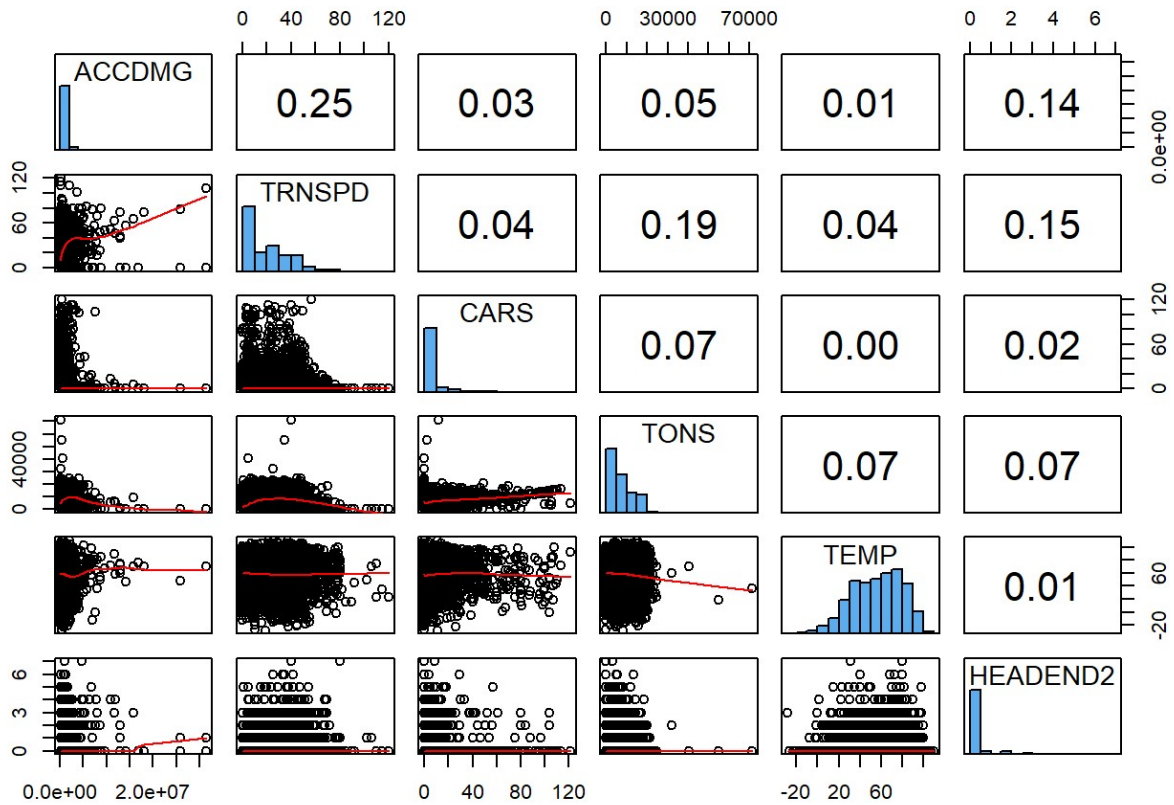 0 40 80 120 0 30000 70000 0 2 4 6
ACCDMG 0.25 0.03 0.05 0.01 0.14 0.0e+00
0 60 120 TRNSPD 0.04 0.19 0.04 0.15
CARS 0.07 0.00 0.02 0 60 120
0 40000 TONS 0.07 0.07
TEMP 0.01 -20 60
0 3 6 HEADEND2
0.0e+00 2.0e+07 0 40 80 120 -20 20 60